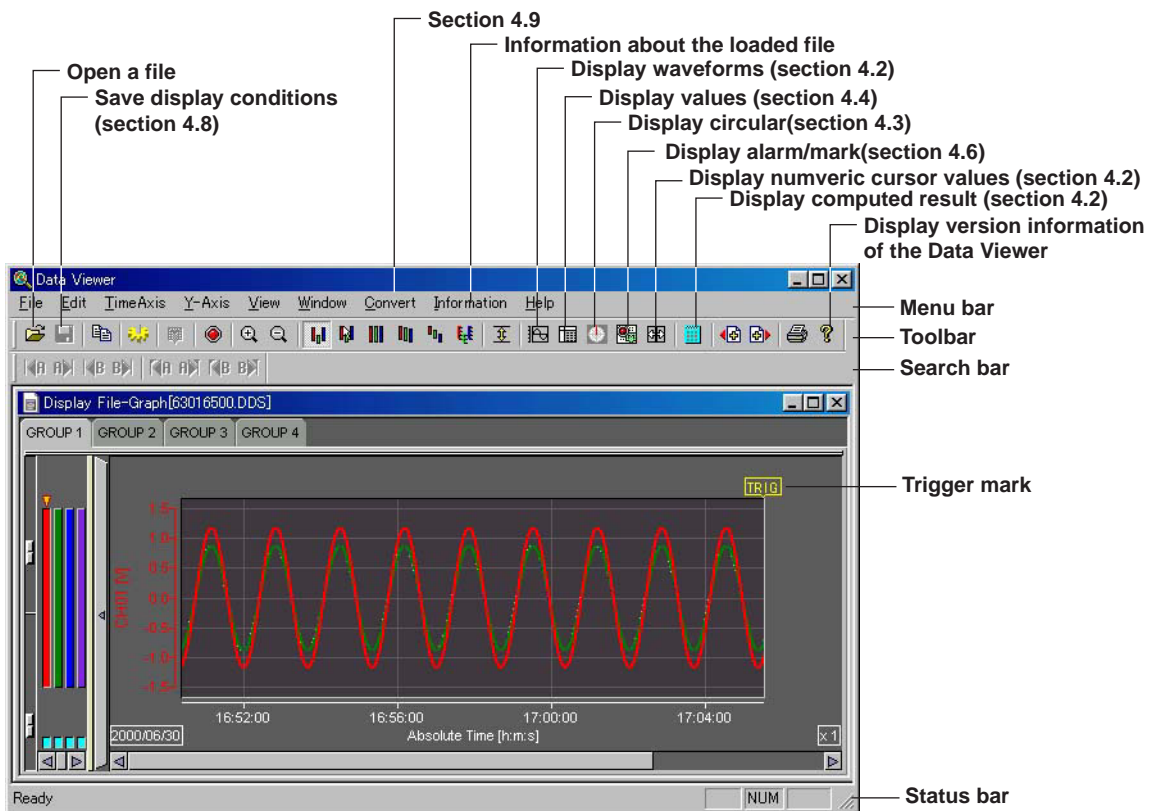 Section 4.9
Information about the loaded file
Open a file
Display waveforms (section 4.2)
Save display conditions
(section 4.8)
Display values (section 4.4)
Display circular(section 4.3)
Display alarm/mark(section 4.6)
Display numveric cursor values (section 4.2)
Display computed result (section 4.2)
Display version information
of the Data Viewer
Data Viewer
File Edit TimeAxis Y-Axis View Window Convert Information Help
Menu bar
Toolbar
A A B B A A B B
Search bar
Display File-Graph[63016500.DDS]
GROUP 1 GROUP 2 GROUP 3 GROUP 4
TRIG
Trigger mark
1.5
1.0
0.5
0.0
-0.5
-1.0
-1.5
CH01 [V]
16:52:00 16:56:00 17:00:00 17:04:00
2000/06/30 Absolute Time [h:m:s] x 1
Ready NUM
Status bar